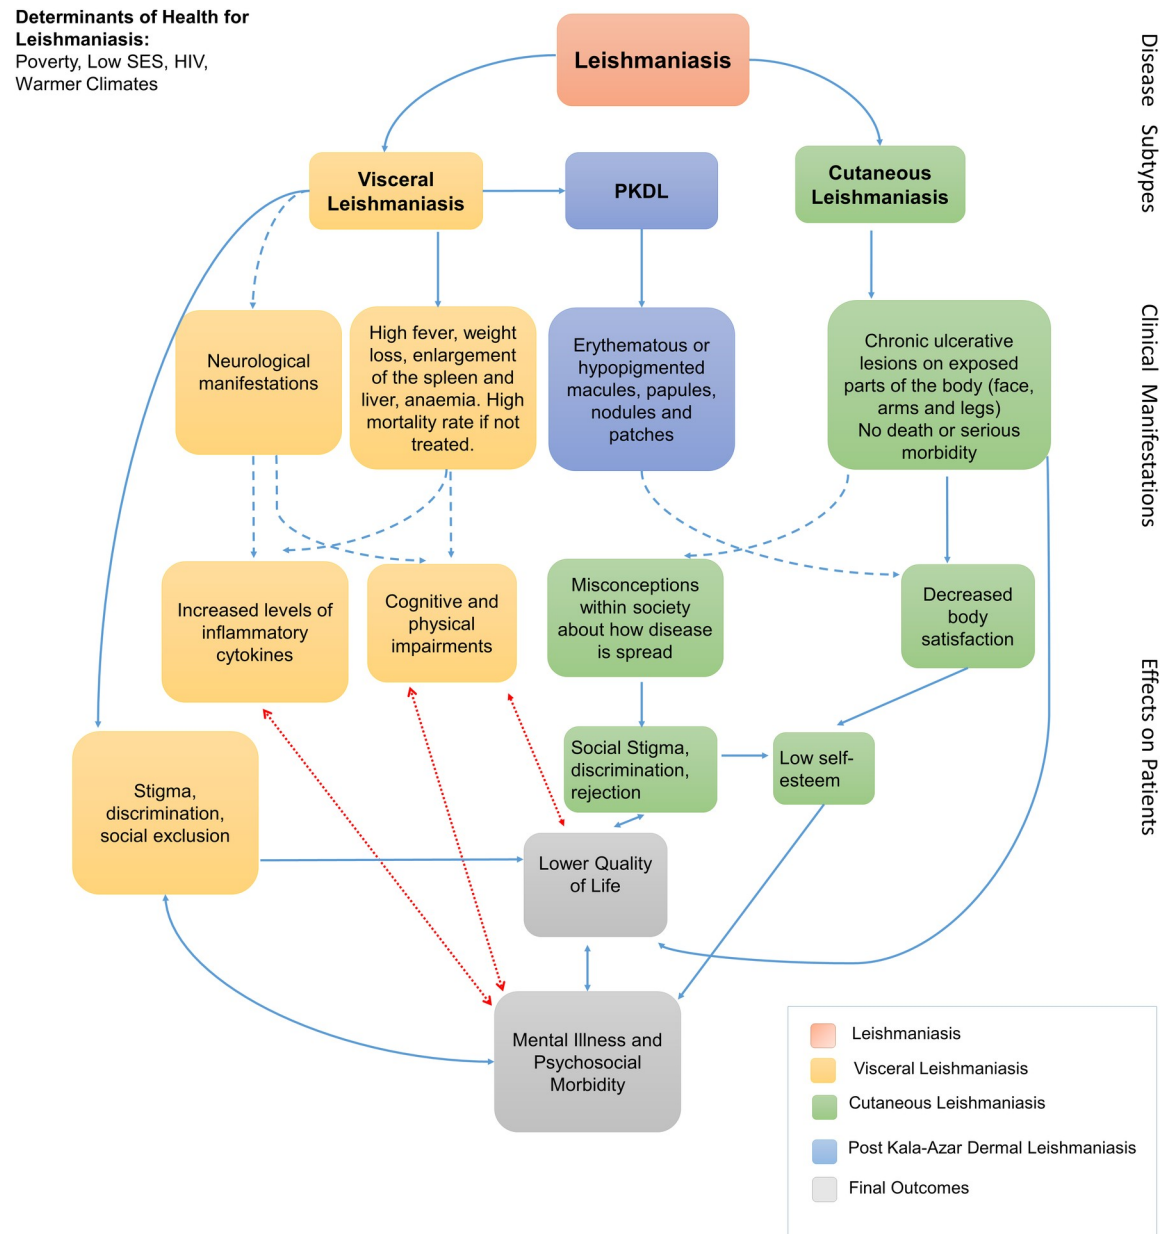 Determinants of Health for
Leishmaniasis:
Poverty, Low SES, HIV,
Warmer Climates
Leishmaniasis
Disease Subtypes
Visceral
Leishmaniasis
PKDL
Cutaneous
Leishmaniasis
Clinical Manifestations
Neurological
manifestations
High fever, weight
loss, enlargement
of the spleen and
liver, anaemia. High
mortality rate if not
treated.
Erythematous or
hypopigmented
macules, papules,
nodules and
patches
Chronic ulcerative
lesions on exposed
parts of the body (face,
arms and legs)
No death or serious
morbidity
Effects on Patients
Increased levels of
inflammatory
cytokines
Cognitive and
physical
impairments
Misconceptions
within society
about how disease
is spread
Decreased
body
satisfaction
Stigma,
discrimination,
social exclusion
Social Stigma,
discrimination,
rejection
Low self-
esteem
Lower Quality
of Life
Mental Illness and
Psychosocial
Morbidity
Leishmaniasis
Visceral Leishmaniasis
Cutaneous Leishmaniasis
Post Kala-Azar Dermal Leishmaniasis
Final Outcomes